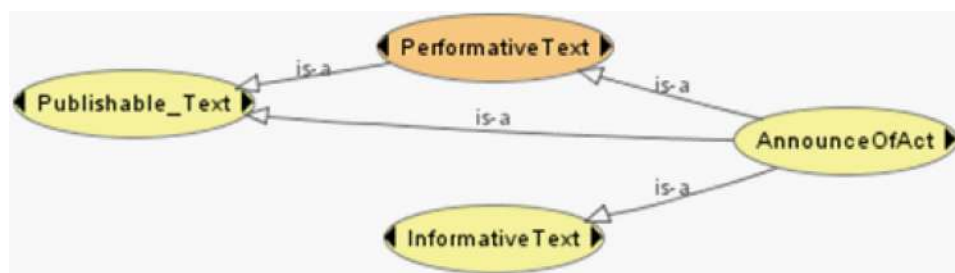 PerformativeText
is-a
Publishable_Text
is-a
is-a
AnnounceOfAct
is-a
InformativeText